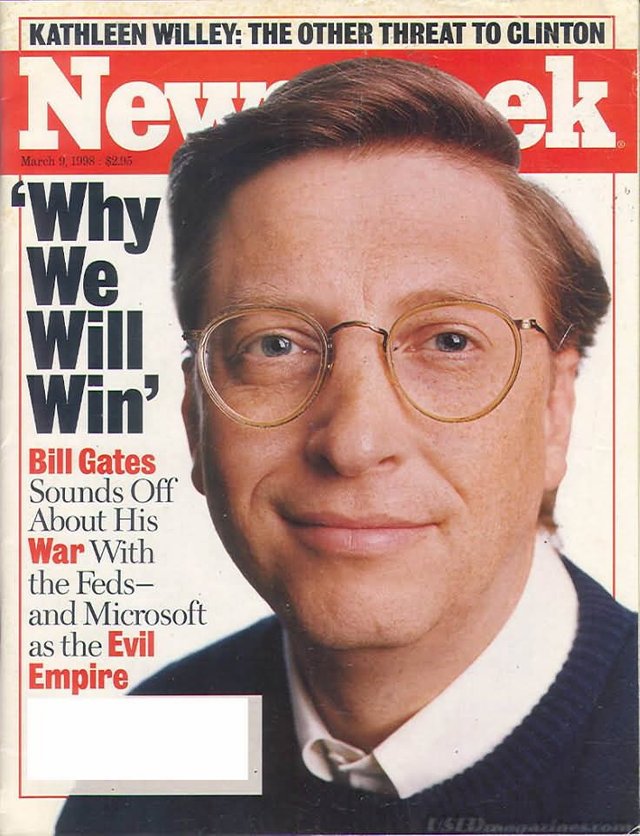 KATHLEEN WILLEY: THE OTHER THREAT TO CLINTON
Newsweek
March 9, 1998 : $2.95
'Why
We
Will
Win'
Bill Gates
Sounds Off
About His
War With
the Feds—
and Microsoft
as the Evil
Empire